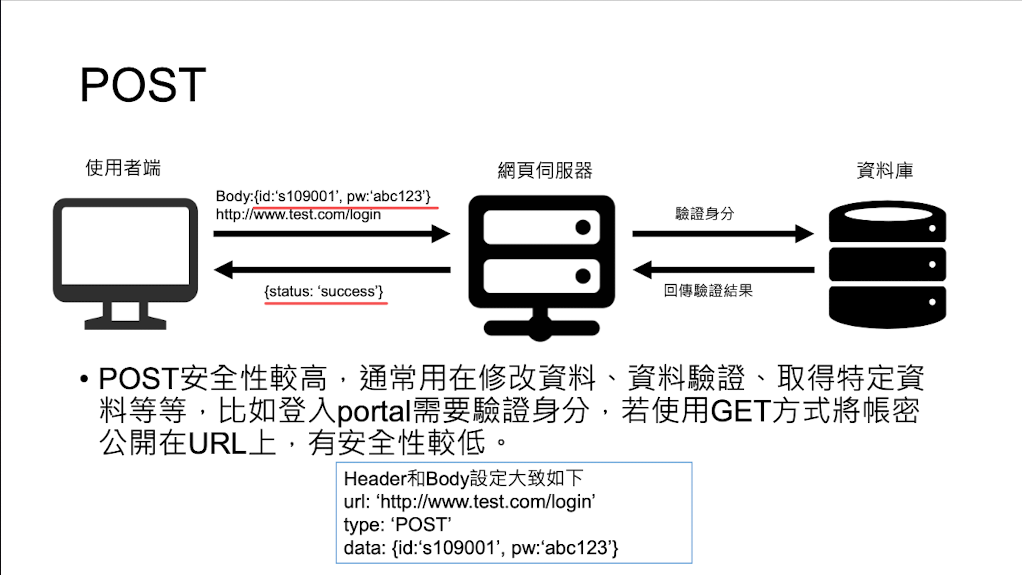 POST
使用者端
網頁伺服器
資料庫
Body:{id:‘s109001’, pw:‘abc123’}
http://www.test.com/login
驗證身分
{status: ‘success’}
回傳驗證結果
• POST安全性較高，通常用在修改資料、資料驗證、取得特定資
料等等，比如登入portal需要驗證身分，若使用GET方式將帳密
公開在URL上，有安全性較低。
Header和Body設定大致如下
url: ‘http://www.test.com/login’
type: ‘POST’
data: {id:‘s109001’, pw:‘abc123’}